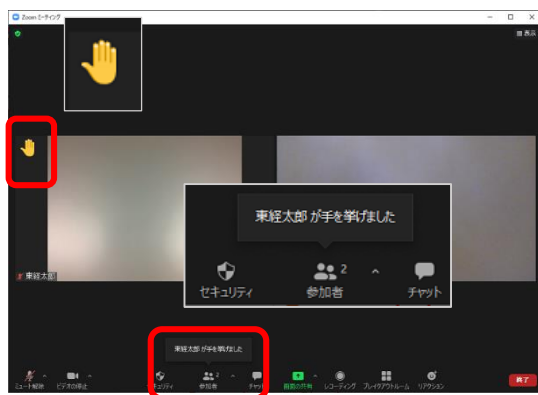 Zoom ミーティング
表示
東経太郎 が手を挙げました
セキュリティ
参加者
2
チャット
東経太郎
東経太郎 が手を挙げました
ミュート解除
ビデオの停止
セキュリティ
参加者
2
チャット
画面の共有
レコーディング
ブレイクアウトルーム
リアクション
終了